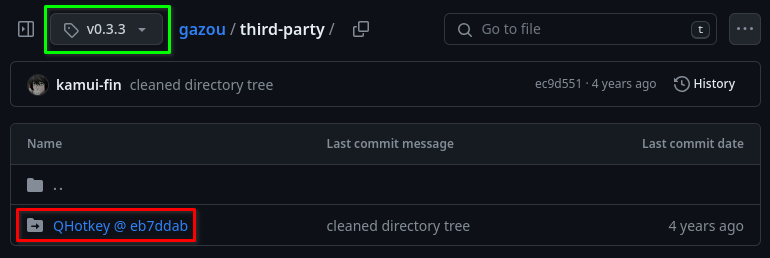 v0.3.3 gazou / third-party / Go to file t ...
kamui-fin cleaned directory tree ec9d551 · 4 years ago History
Name Last commit message Last commit date
..
QHotkey @ eb7ddab cleaned directory tree 4 years ago